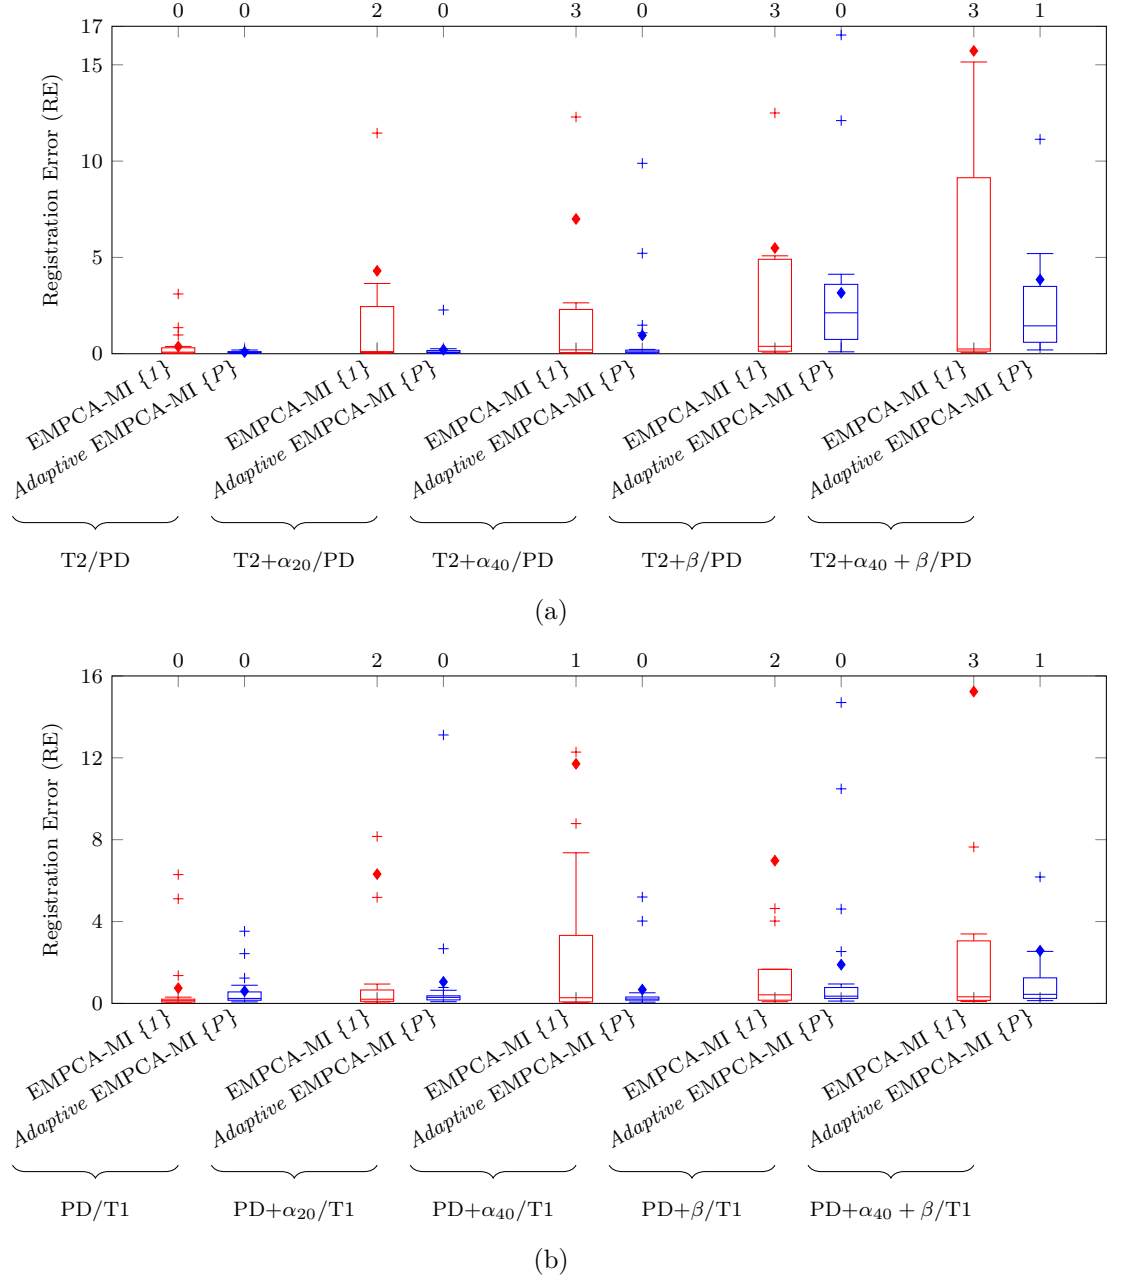 0 0 2 0 3 0 3 0 3 1
17
15
10
5
0
Registration Error (RE)
EMPCA-MI {1}
Adaptive EMPCA-MI {P}
EMPCA-MI {1}
Adaptive EMPCA-MI {P}
EMPCA-MI {1}
Adaptive EMPCA-MI {P}
EMPCA-MI {1}
Adaptive EMPCA-MI {P}
EMPCA-MI {1}
Adaptive EMPCA-MI {P}
T2/PD T2+α₂₀/PD T2+α₄₀/PD T2+β/PD T2+α₄₀ + β/PD
(a)
0 0 2 0 1 0 2 0 3 1
16
12
8
4
0
Registration Error (RE)
EMPCA-MI {1}
Adaptive EMPCA-MI {P}
EMPCA-MI {1}
Adaptive EMPCA-MI {P}
EMPCA-MI {1}
Adaptive EMPCA-MI {P}
EMPCA-MI {1}
Adaptive EMPCA-MI {P}
EMPCA-MI {1}
Adaptive EMPCA-MI {P}
PD/T1 PD+α₂₀/T1 PD+α₄₀/T1 PD+β/T1 PD+α₄₀ + β/T1
(b)